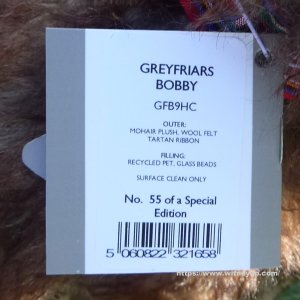 GREYFRIARS
BOBBY
GFB9HC
OUTER:
MOHAIR PLUSH, WOOL FELT
TARTAN RIBBON
FILLING:
RECYCLED PET, GLASS BEADS
SURFACE CLEAN ONLY
No. 55 of a Special
Edition
5 060822 321658